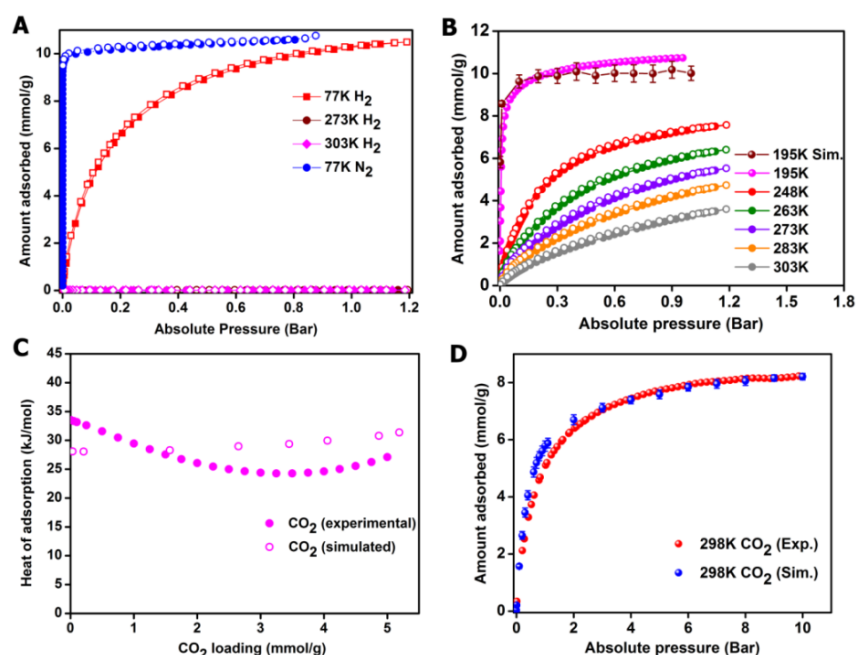 A
Amount adsorbed (mmol/g)
10
8
6
4
2
0
77K H2
273K H2
303K H2
77K N2
0.0 0.2 0.4 0.6 0.8 1.0 1.2
Absolute Pressure (Bar)
B
Amount adsorbed (mmol/g)
12
10
8
6
4
2
0
195K Sim.
195K
248K
263K
273K
283K
303K
0.0 0.3 0.6 0.9 1.2 1.5 1.8
Absolute pressure (Bar)
C
Heat of adsorption (kJ/mol)
45
40
35
30
25
20
15
10
5
0
CO2 (experimental)
CO2 (simulated)
0 1 2 3 4 5
CO2 loading (mmol/g)
D
Amount adsorbed (mmol/g)
8
6
4
2
0
298K CO2 (Exp.)
298K CO2 (Sim.)
0 2 4 6 8 10
Absolute pressure (Bar)